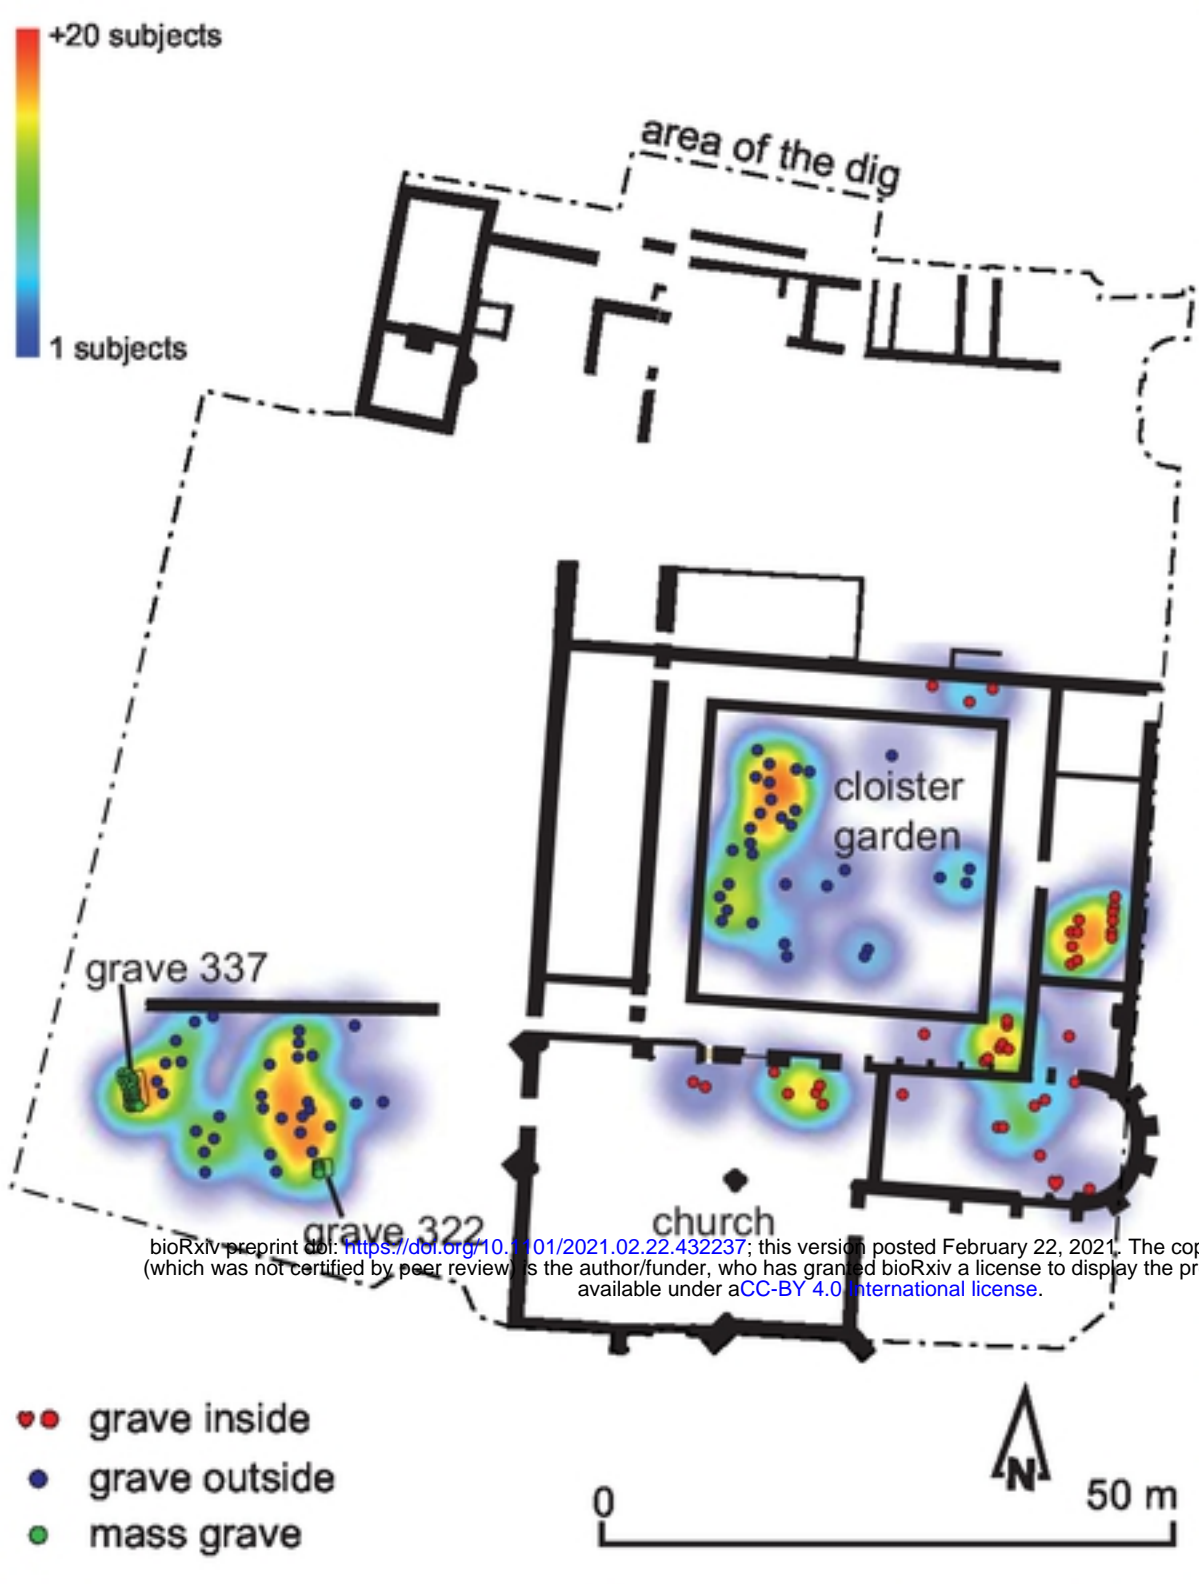 +20 subjects
1 subjects
area of the dig
cloister
garden
grave 337
grave 322
church
bioRxiv preprint doi: https://doi.org/10.1101/2021.02.22.432237; this version posted February 22, 2021. The cop
(which was not certified by peer review) is the author/funder, who has granted bioRxiv a license to display the pr
available under aCC-BY 4.0 International license.
grave inside
grave outside
mass grave
N
0
50 m